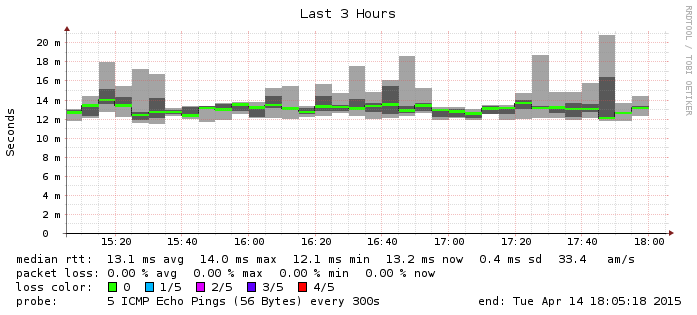 Last 3 Hours
RRDTOOL / TOBI OETIKER
Seconds
20 m
18 m
16 m
14 m
12 m
10 m
8 m
6 m
4 m
2 m
0
15:20 15:40 16:00 16:20 16:40 17:00 17:20 17:40 18:00
median rtt: 13.1 ms avg 14.0 ms max 12.1 ms min 13.2 ms now 0.4 ms sd 33.4 am/s
packet loss: 0.00 % avg 0.00 % max 0.00 % min 0.00 % now
loss color: 0 1/5 2/5 3/5 4/5
probe: 5 ICMP Echo Pings (56 Bytes) every 300s end: Tue Apr 14 18:05:18 2015